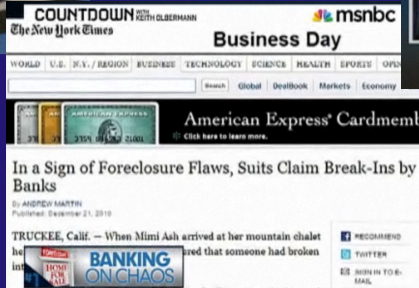 COUNTDOWN WITH KEITH OLBERMANN
msnbc
The New York Times
Business Day
WORLD U.S. N.Y. / REGION BUSINESS TECHNOLOGY SCIENCE HEALTH SPORTS
Search Global DealBook Markets Economy
AMERICAN EXPRESS
American Express® Cardmemb
Click here to learn more.
In a Sign of Foreclosure Flaws, Suits Claim Break-Ins by
Banks
By ANDREW MARTIN
Published: December 21, 2010
TRUCKEE, Calif. — When Mimi Ash arrived at her mountain chalet
that someone had broken
RECOMMEND
TWITTER
SIGN IN TO E-
MAIL
HOME
FOR
SALE
BANKING
ON CHAOS